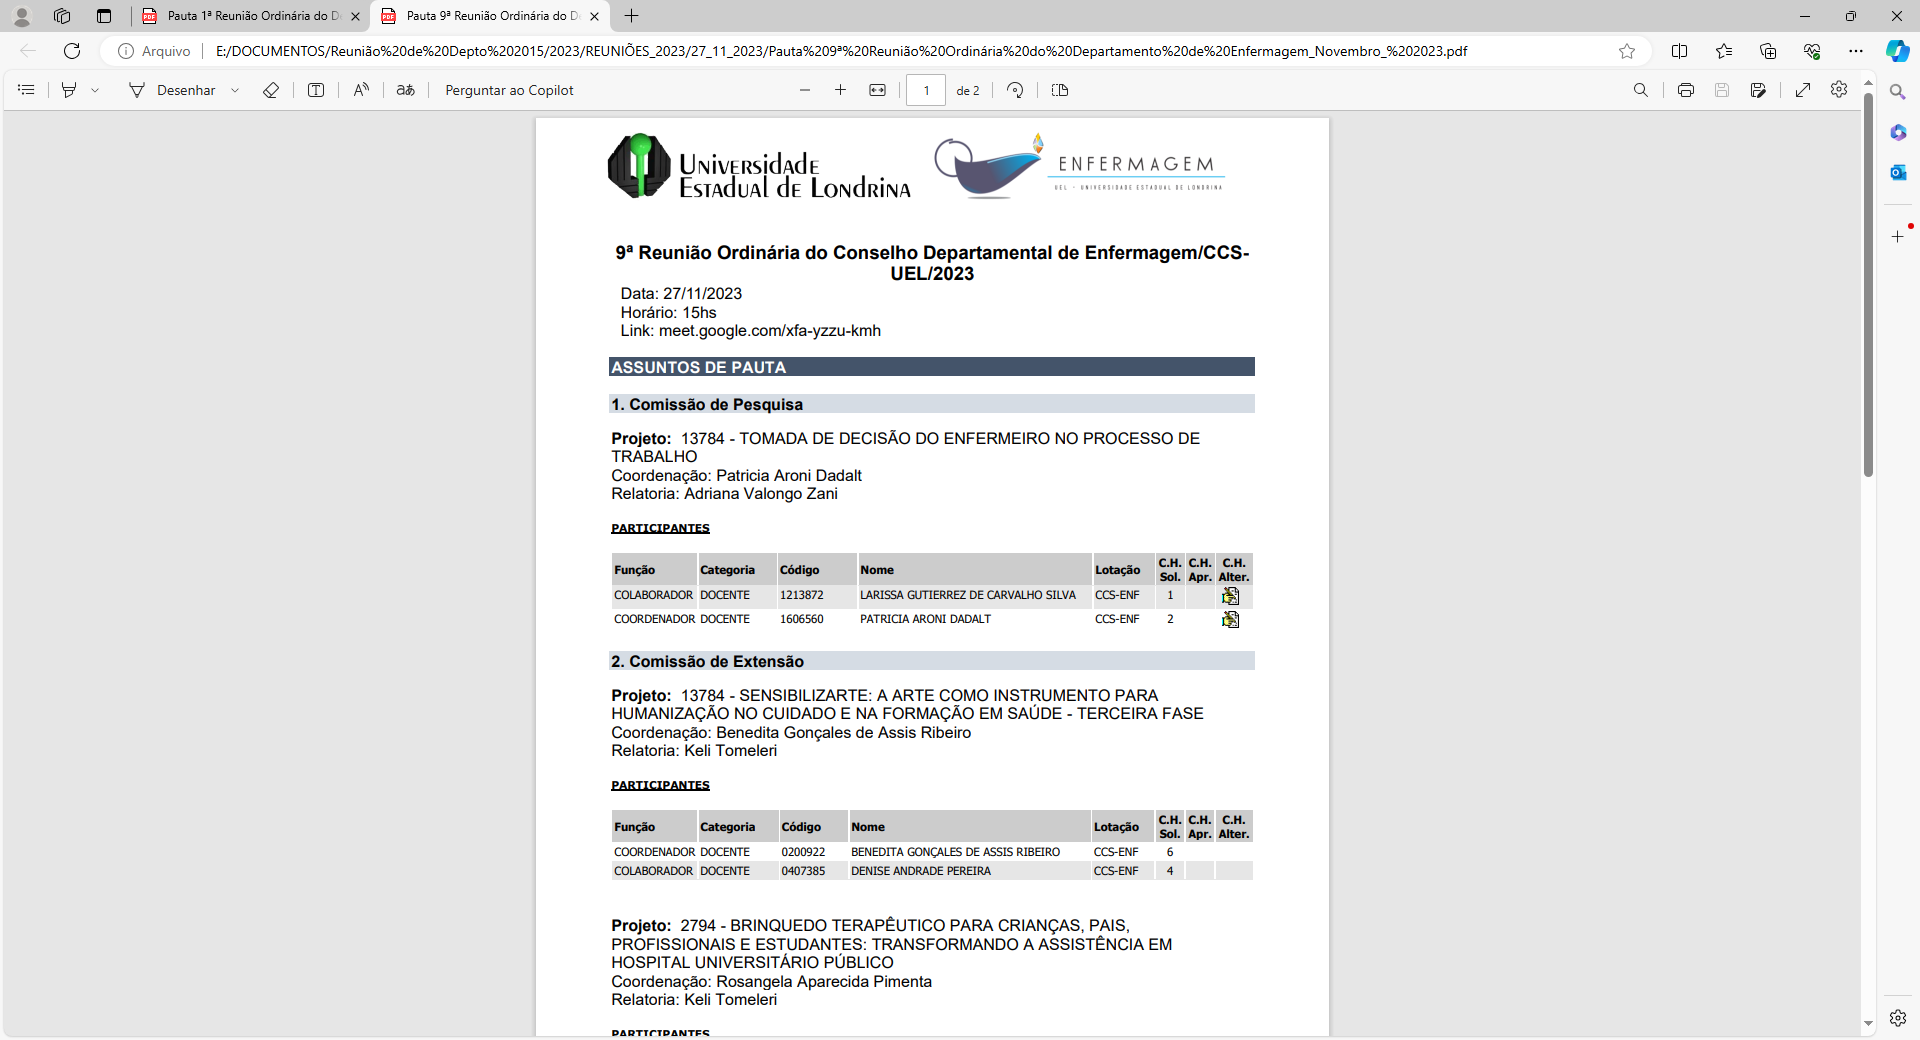 Pauta 1ª Reunião Ordinária do D
Pauta 9ª Reunião Ordinária do D
Arquivo
E:/DOCUMENTOS/Reunião%20de%20Depto%202015/2023/REUNIÕES_2023/27_11_2023/Pauta%209ª%20Reunião%20Ordinária%20do%20Departamento%20de%20Enfermagem_Novembro_%202023.pdf
Desenhar
Perguntar ao Copilot
1 de 2
UNIVERSIDADE
ESTADUAL DE LONDRINA
ENFERMAGEM
UEL - UNIVERSIDADE ESTADUAL DE LONDRINA
9ª Reunião Ordinária do Conselho Departamental de Enfermagem/CCS-
UEL/2023
Data: 27/11/2023
Horário: 15hs
Link: meet.google.com/xfa-yzzu-kmh
ASSUNTOS DE PAUTA
1. Comissão de Pesquisa
Projeto: 13784 - TOMADA DE DECISÃO DO ENFERMEIRO NO PROCESSO DE
TRABALHO
Coordenação: Patricia Aroni Dadalt
Relatoria: Adriana Valongo Zani
PARTICIPANTES
Função Categoria Código Nome Lotação C.H. Sol. C.H. Apr. C.H. Alter.
COLABORADOR DOCENTE 1213872 LARISSA GUTIERREZ DE CARVALHO SILVA CCS-ENF 1
COORDENADOR DOCENTE 1606560 PATRICIA ARONI DADALT CCS-ENF 2
2. Comissão de Extensão
Projeto: 13784 - SENSIBILIZARTE: A ARTE COMO INSTRUMENTO PARA
HUMANIZAÇÃO NO CUIDADO E NA FORMAÇÃO EM SAÚDE - TERCEIRA FASE
Coordenação: Benedita Gonçales de Assis Ribeiro
Relatoria: Keli Tomeleri
PARTICIPANTES
Função Categoria Código Nome Lotação C.H. Sol. C.H. Apr. C.H. Alter.
COORDENADOR DOCENTE 0200922 BENEDITA GONÇALES DE ASSIS RIBEIRO CCS-ENF 6
COLABORADOR DOCENTE 0407385 DENISE ANDRADE PEREIRA CCS-ENF 4
Projeto: 2794 - BRINQUEDO TERAPÊUTICO PARA CRIANÇAS, PAIS,
PROFISSIONAIS E ESTUDANTES: TRANSFORMANDO A ASSISTÊNCIA EM
HOSPITAL UNIVERSITÁRIO PÚBLICO
Coordenação: Rosangela Aparecida Pimenta
Relatoria: Keli Tomeleri
PARTICIPANTES